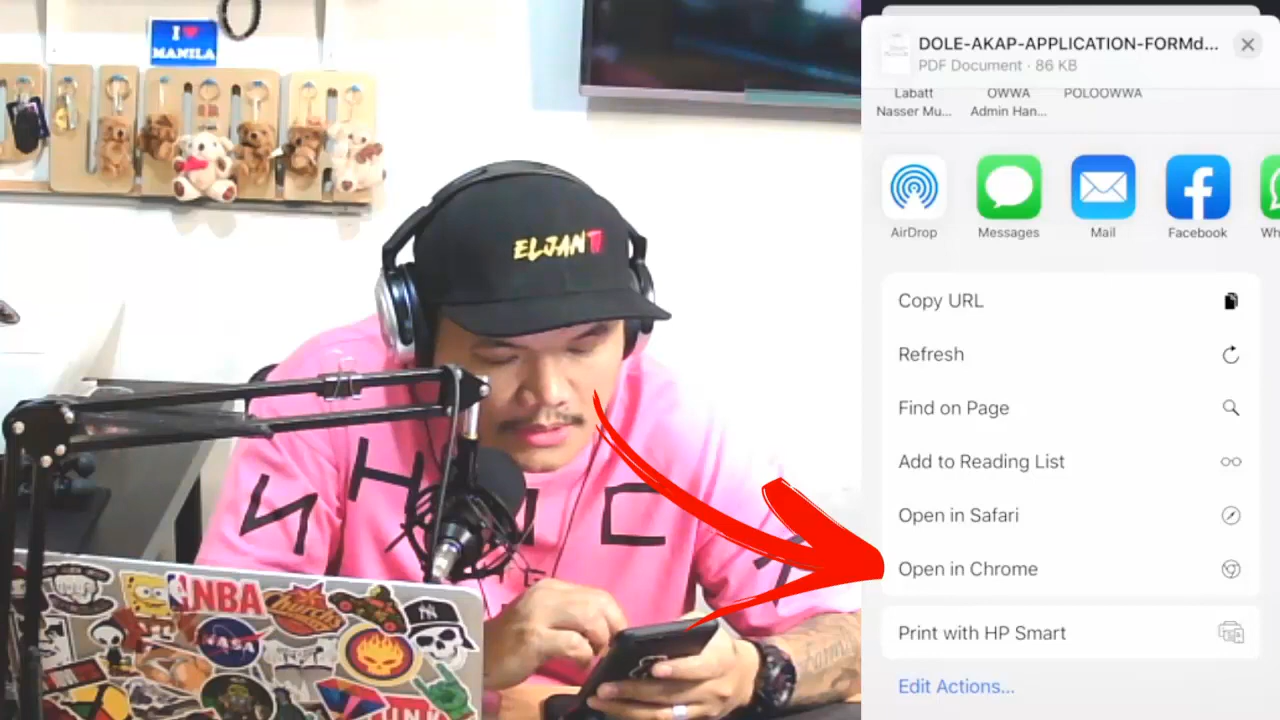 I ♥
MANILA
ELJAN
NBA
NASA
DOLE-AKAP-APPLICATION-FORMd...
PDF Document · 86 KB
Labatt
Nasser Mu...
OWWA
Admin Han...
POLOOWWA
AirDrop
Messages
Mail
Facebook
Wh
Copy URL
Refresh
Find on Page
Add to Reading List
Open in Safari
Open in Chrome
Print with HP Smart
Edit Actions...